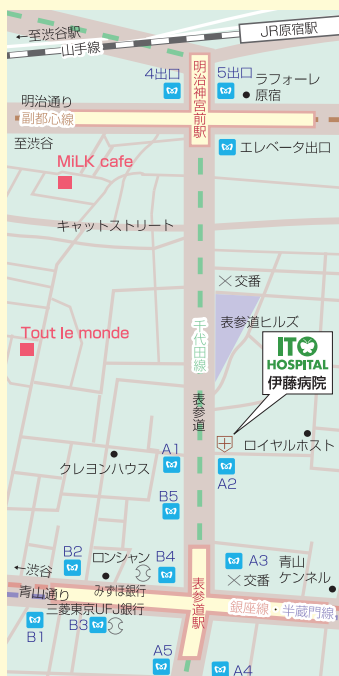 ←至渋谷駅
JR原宿駅
山手線
4出口
5出口
明治神宮前駅
ラフォーレ
原宿
明治通り
副都心線
至渋谷
エレベータ出口
MiLK cafe
キャットストリート
交番
表参道ヒルズ
Tout le monde
千代田線
ITO
HOSPITAL
伊藤病院
表参道
ロイヤルホスト
A1
クレヨンハウス
A2
B5
B2
ロンシャン
B4
A3
青山
ケンネル
←渋谷
みずほ銀行
交番
青山通り
表参道駅
銀座線・半蔵門線
三菱東京UFJ銀行
B1
B3
A5
A4